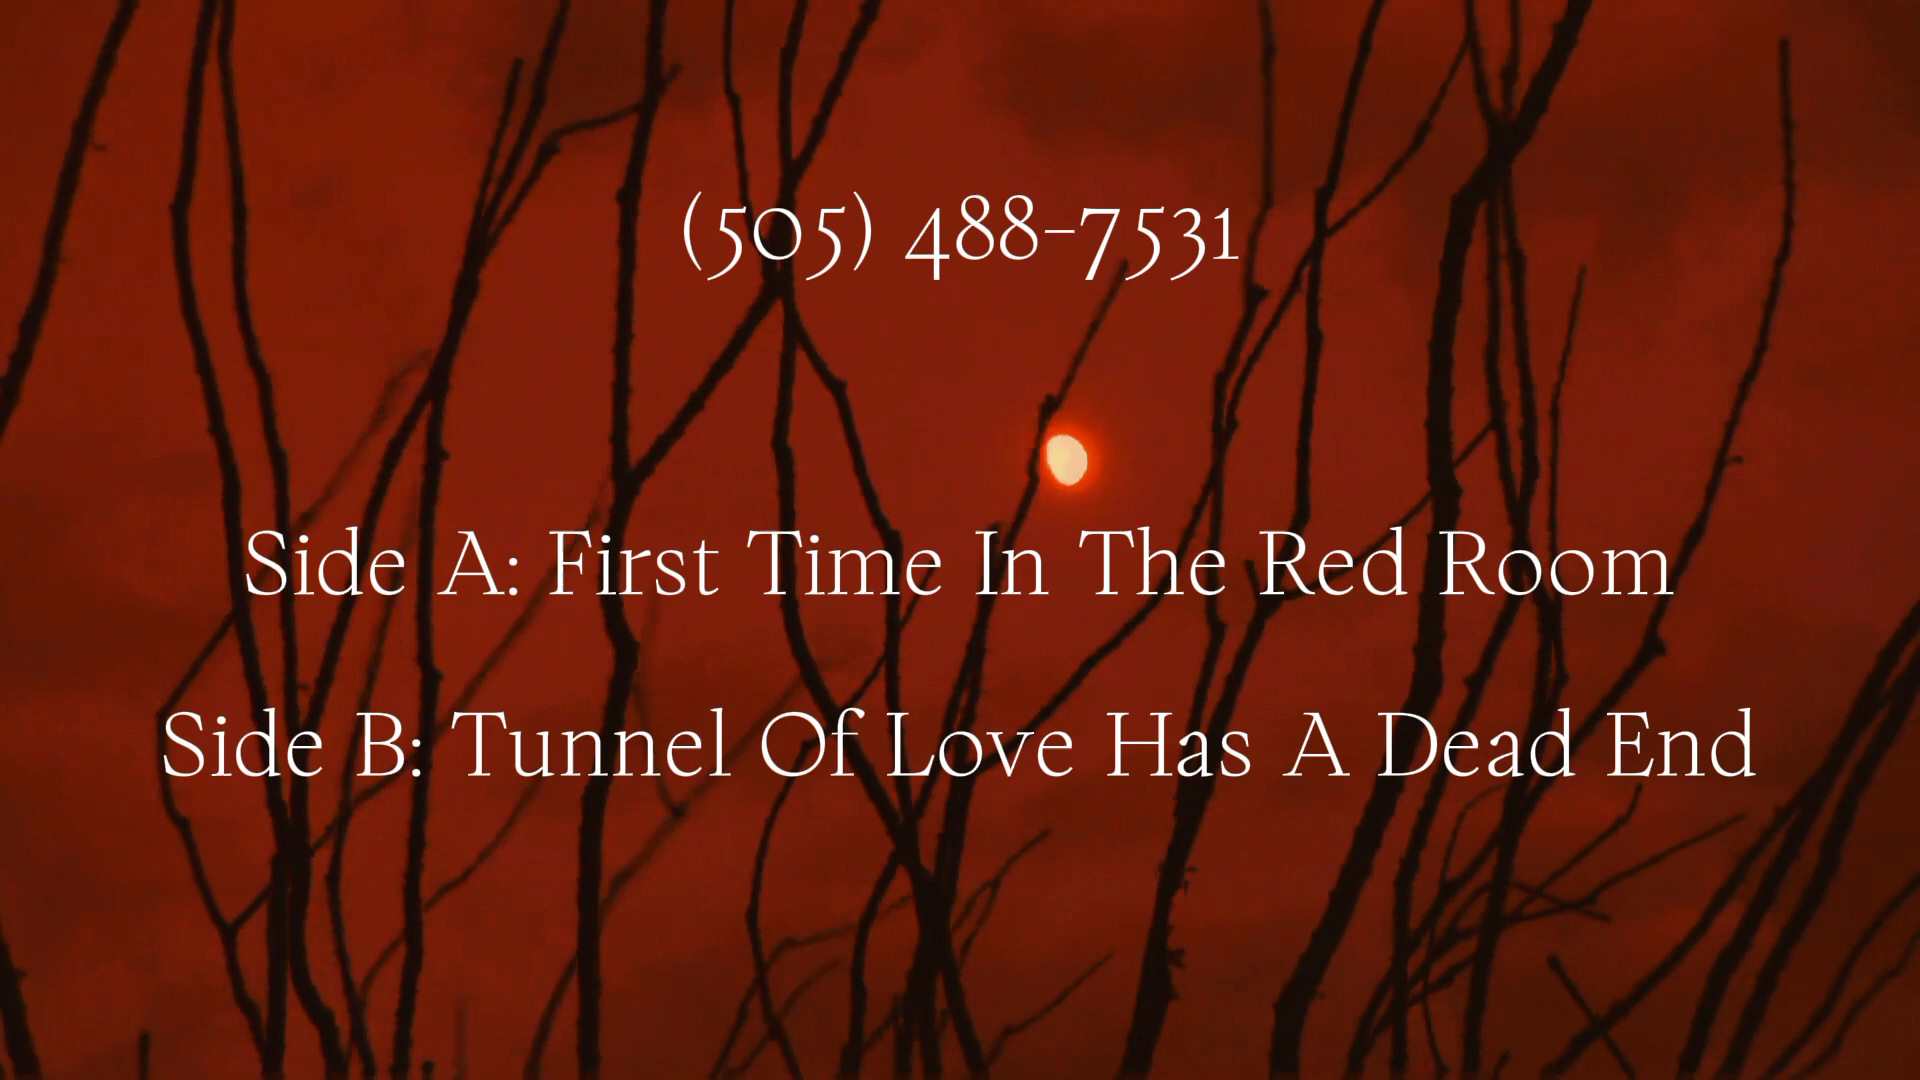 (505) 488-7531
Side A: First Time In The Red Room
Side B: Tunnel Of Love Has A Dead End